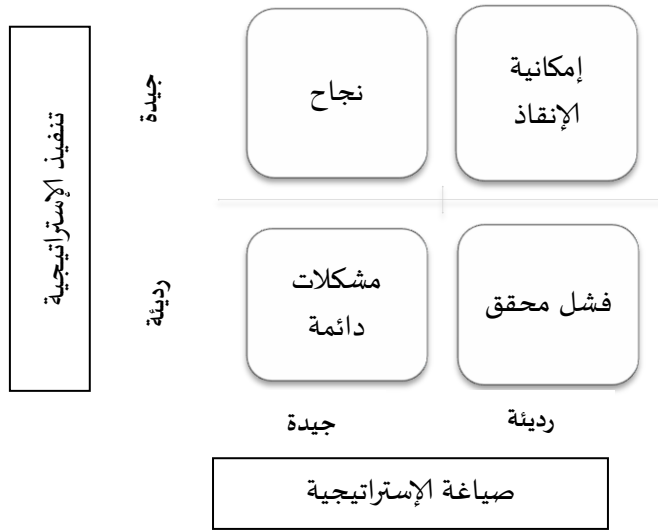 إمكانية
الإنقاذ
نجاح
جيدة
تنفيذ الإستراتيجية
فشل محقق
مشكلات
دائمة
رديئة
رديئة
جيدة
صياغة الإستراتيجية